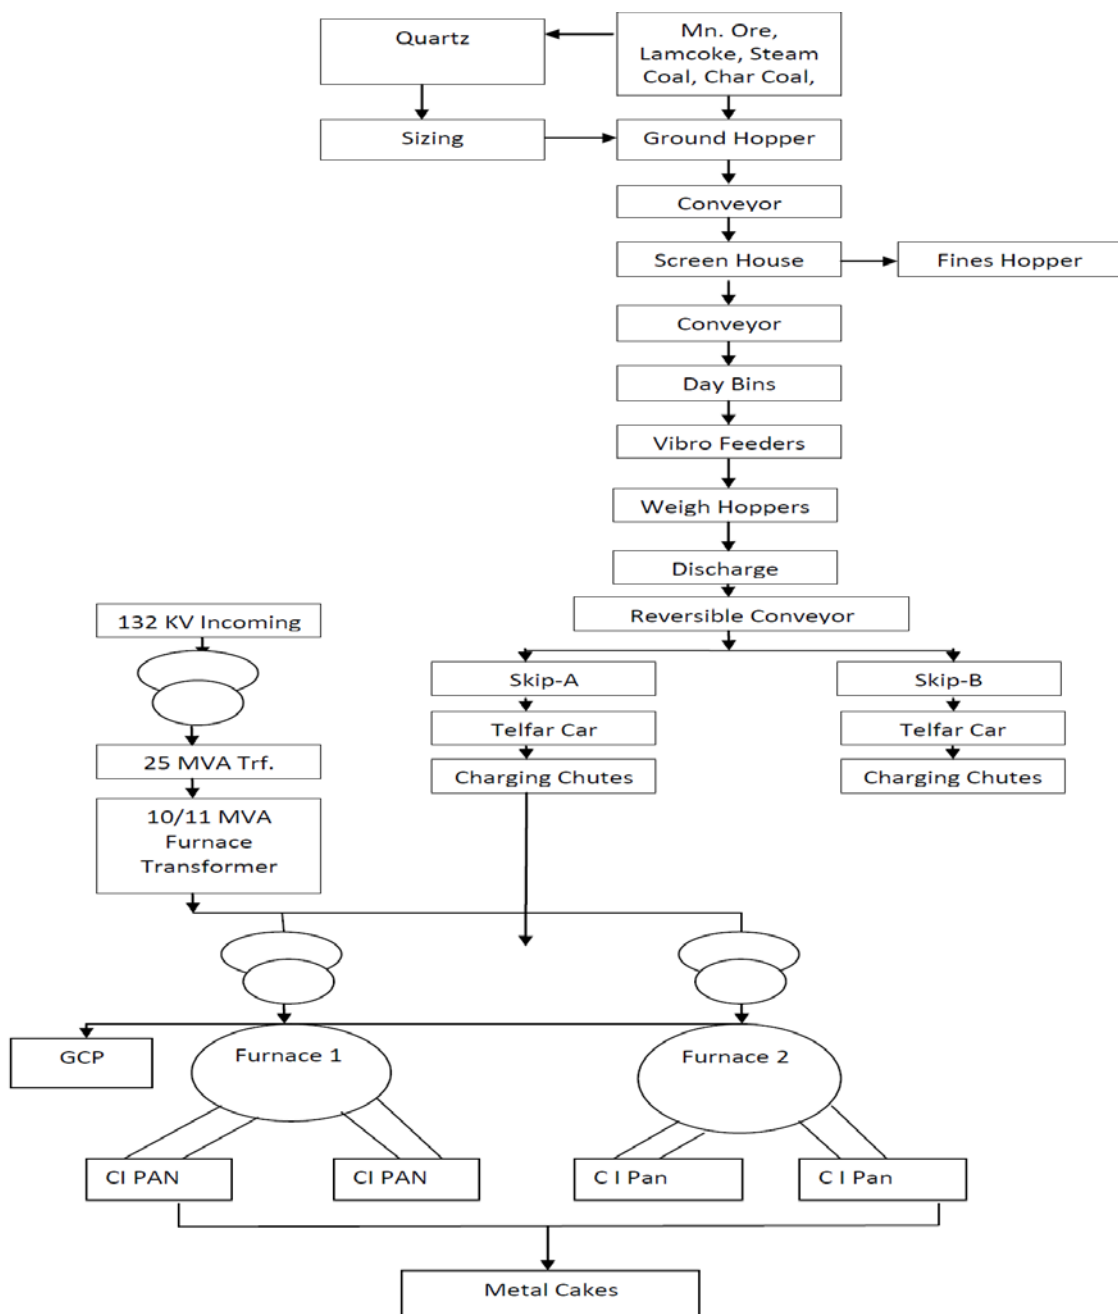 Quartz
Mn. Ore,
Lamcoke, Steam
Coal, Char Coal,
Sizing
Ground Hopper
Conveyor
Screen House
Fines Hopper
Conveyor
Day Bins
Vibro Feeders
Weigh Hoppers
Discharge
Reversible Conveyor
132 KV Incoming
Skip-A
Skip-B
Telfar Car
Telfar Car
25 MVA Trf.
Charging Chutes
Charging Chutes
10/11 MVA
Furnace
Transformer
GCP
Furnace 1
Furnace 2
CI PAN
CI PAN
C I Pan
C I Pan
Metal Cakes